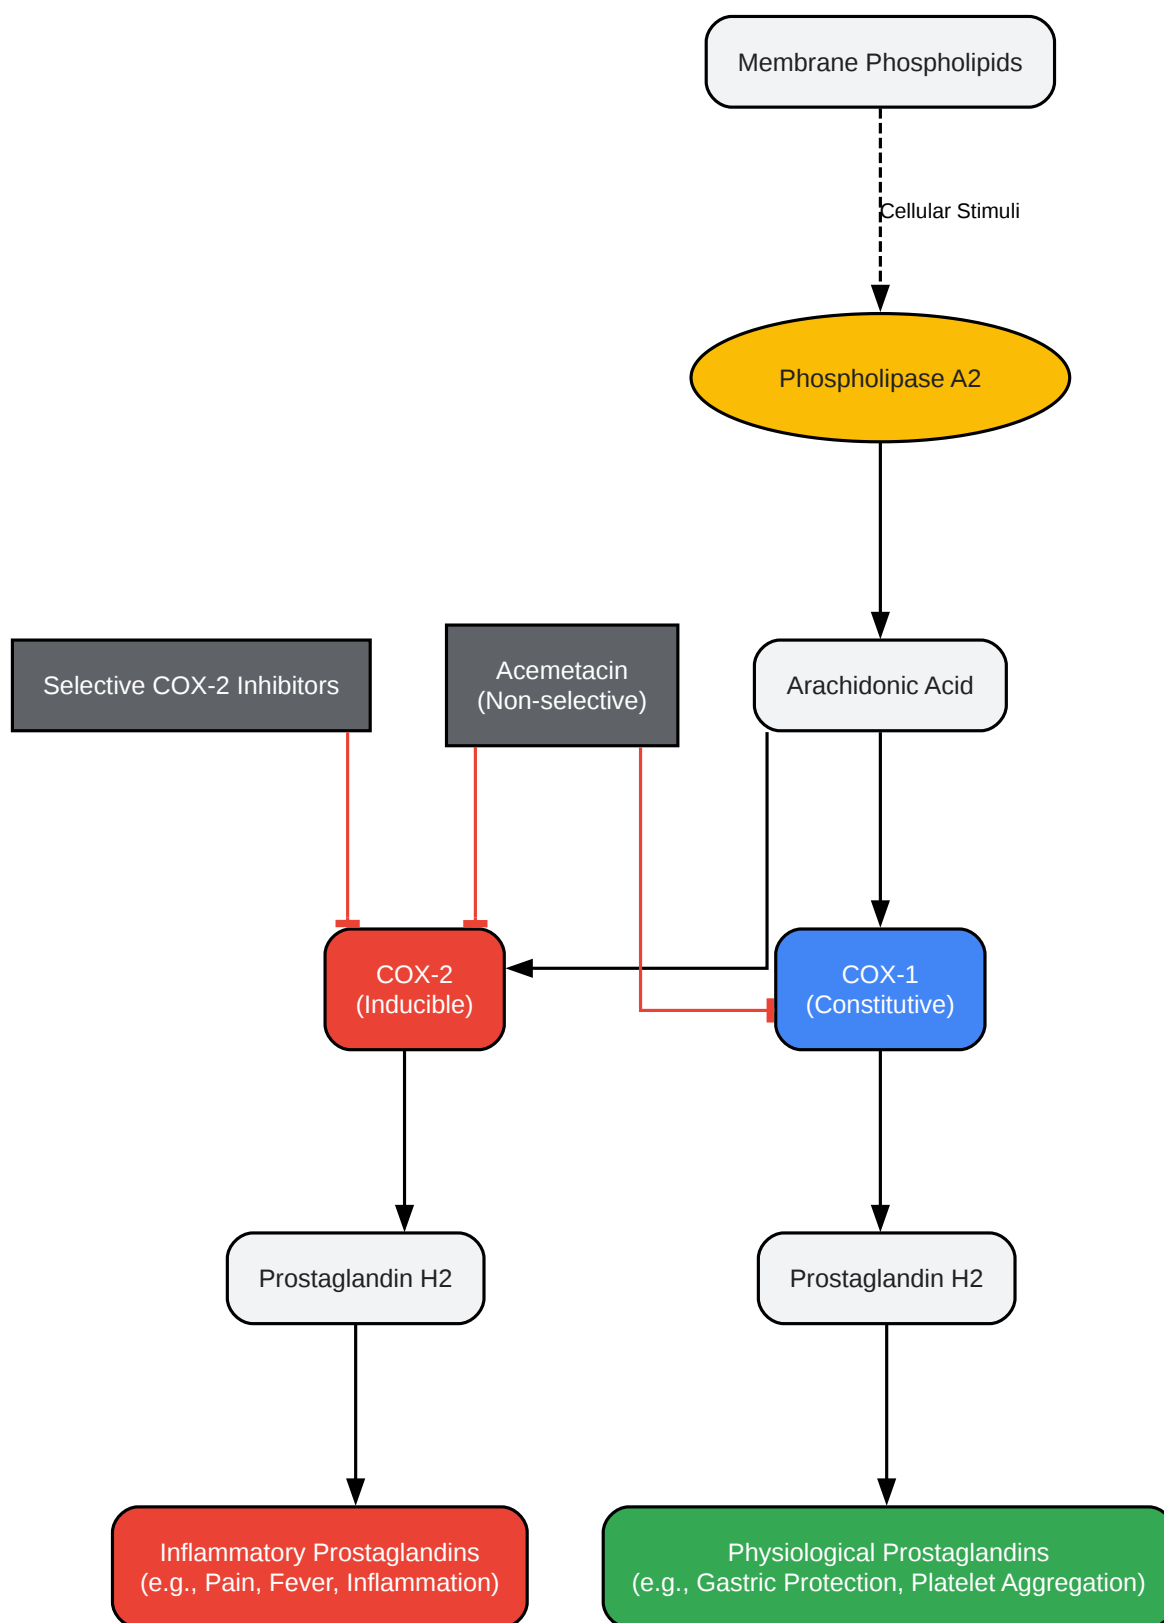 Membrane Phospholipids
Cellular Stimuli
Phospholipase A2
Selective COX-2 Inhibitors
Acemetacin
(Non-selective)
Arachidonic Acid
COX-2
(Inducible)
COX-1
(Constitutive)
Prostaglandin H2
Prostaglandin H2
Inflammatory Prostaglandins
(e.g., Pain, Fever, Inflammation)
Physiological Prostaglandins
(e.g., Gastric Protection, Platelet Aggregation)